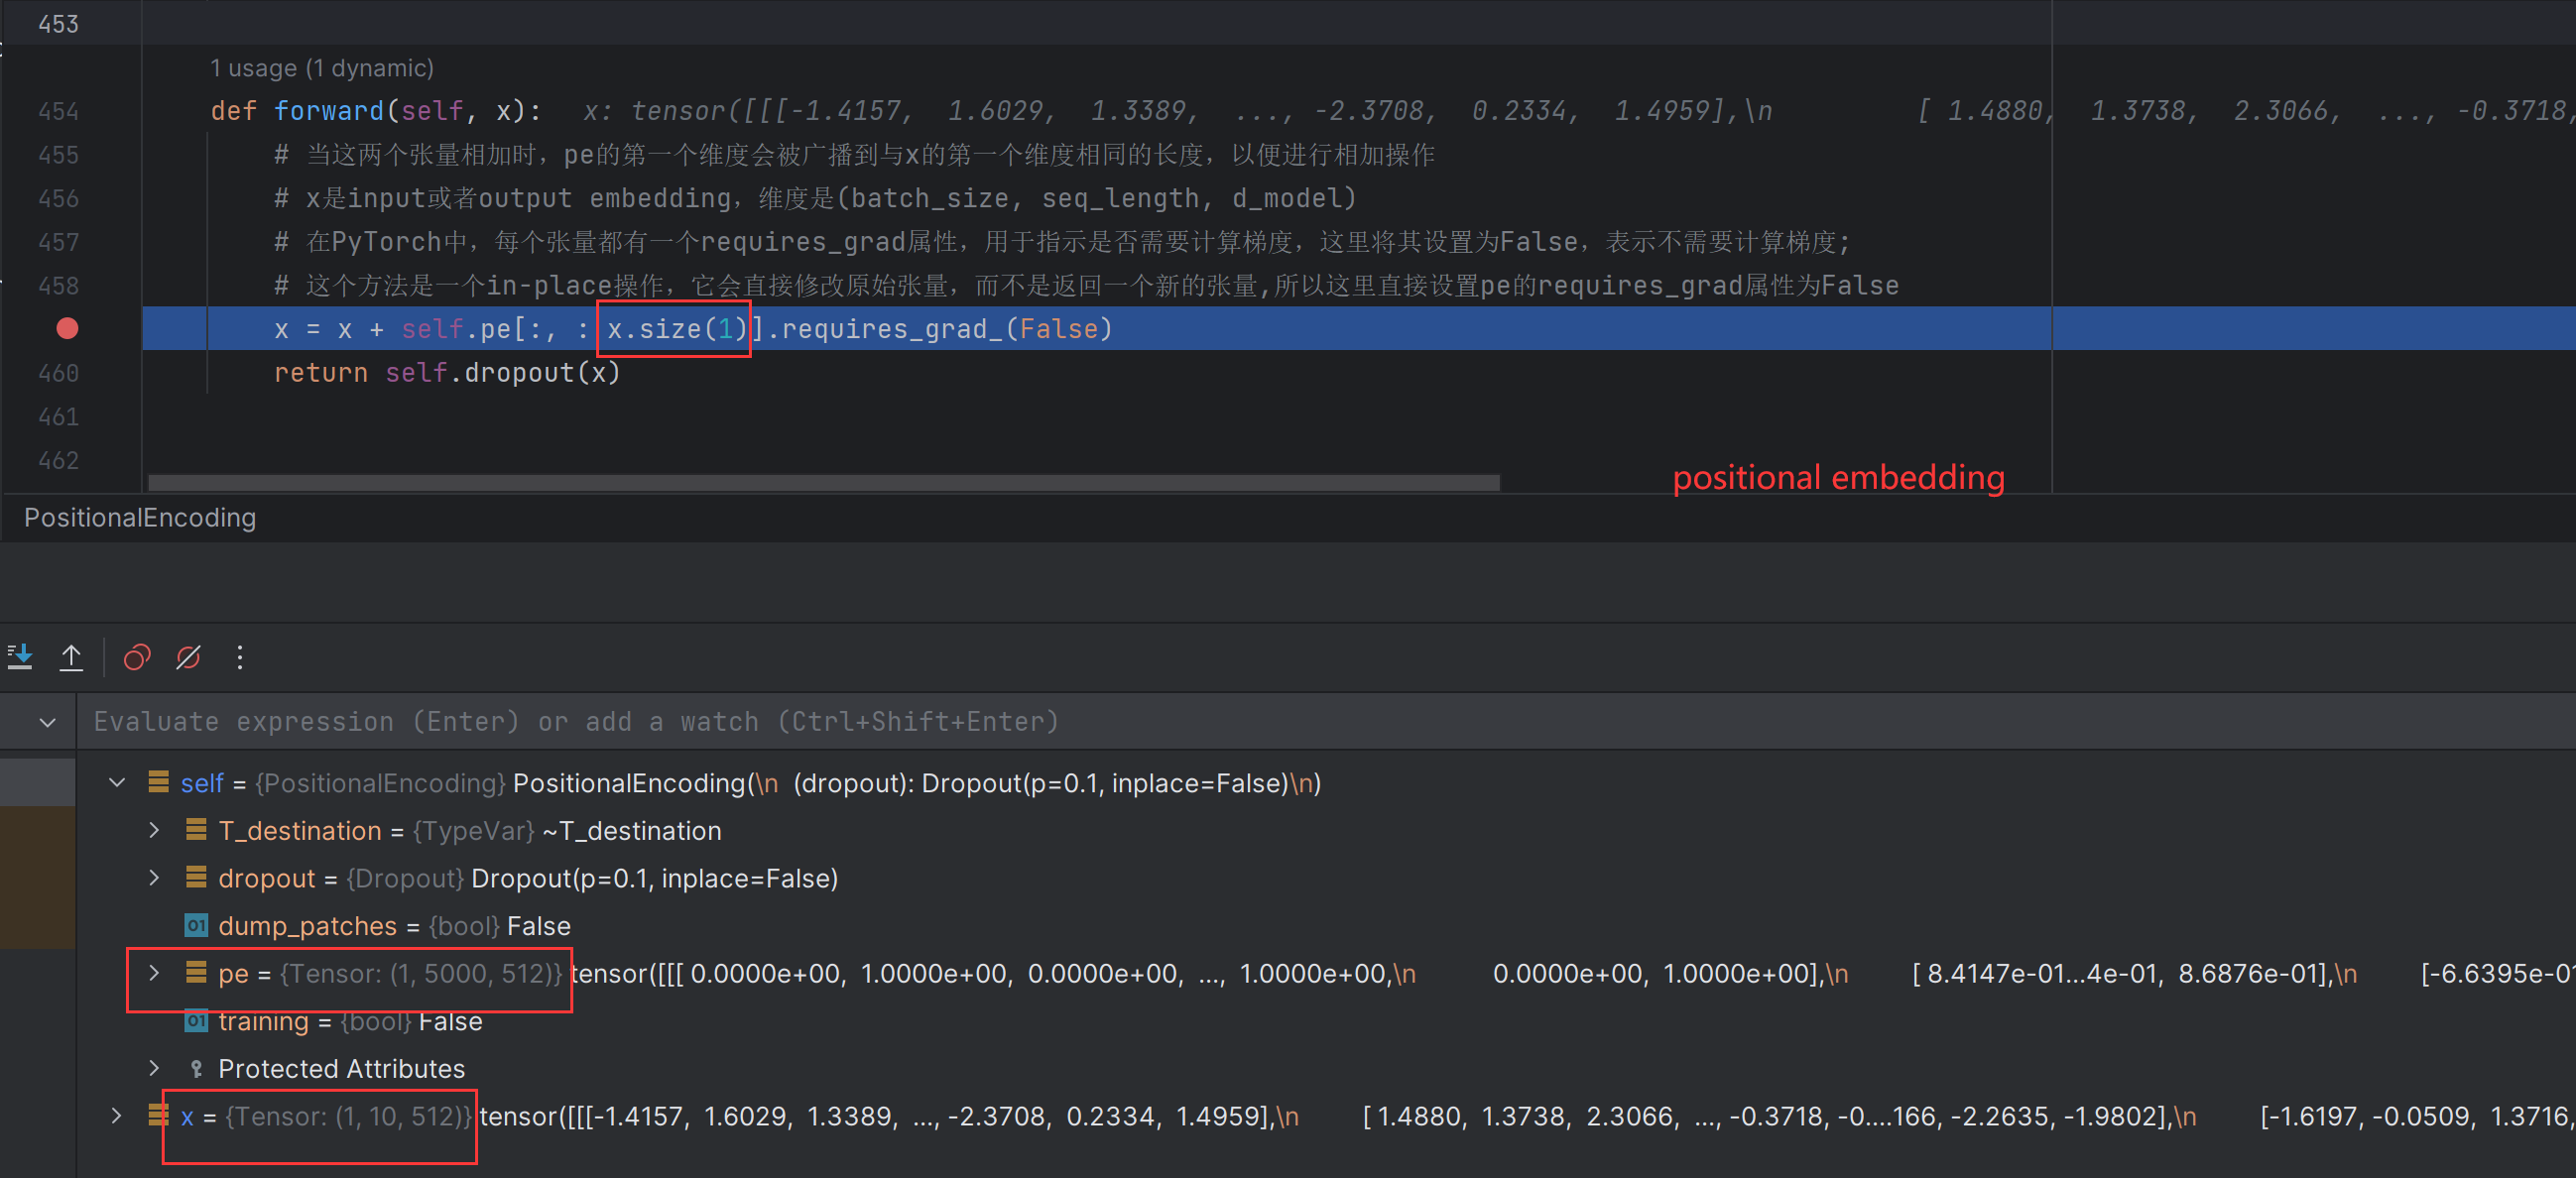 453
1 usage (1 dynamic)
454 def forward(self, x): x: tensor([[[-1.4157, 1.6029, 1.3389, ..., -2.3708, 0.2334, 1.4959],\n [ 1.4880, 1.3738, 2.3066, ..., -0.3718,
455 # 当这两个张量相加时，pe的第一个维度会被广播到与x的第一个维度相同的长度，以便进行相加操作
456 # x是input或者output embedding，维度是(batch_size, seq_length, d_model)
457 # 在PyTorch中，每个张量都有一个requires_grad属性，用于指示是否需要计算梯度，这里将其设置为False，表示不需要计算梯度；
458 # 这个方法是一个in-place操作，它会直接修改原始张量，而不是返回一个新的张量,所以这里直接设置pe的requires_grad属性为False
x = x + self.pe[:, : x.size(1)].requires_grad_(False)
460 return self.dropout(x)
461
462
positional embedding
PositionalEncoding
Evaluate expression (Enter) or add a watch (Ctrl+Shift+Enter)
self = {PositionalEncoding} PositionalEncoding(\n (dropout): Dropout(p=0.1, inplace=False)\n)
T_destination = {TypeVar} ~T_destination
dropout = {Dropout} Dropout(p=0.1, inplace=False)
01 dump_patches = {bool} False
pe = {Tensor: (1, 5000, 512)} tensor([[[ 0.0000e+00, 1.0000e+00, 0.0000e+00, ..., 1.0000e+00,\n 0.0000e+00, 1.0000e+00],\n [ 8.4147e-01...4e-01, 8.6876e-01],\n [-6.6395e-01
01 training = {bool} False
Protected Attributes
x = {Tensor: (1, 10, 512)} tensor([[[-1.4157, 1.6029, 1.3389, ..., -2.3708, 0.2334, 1.4959],\n [ 1.4880, 1.3738, 2.3066, ..., -0.3718, -0....166, -2.2635, -1.9802],\n [-1.6197, -0.0509, 1.3716,